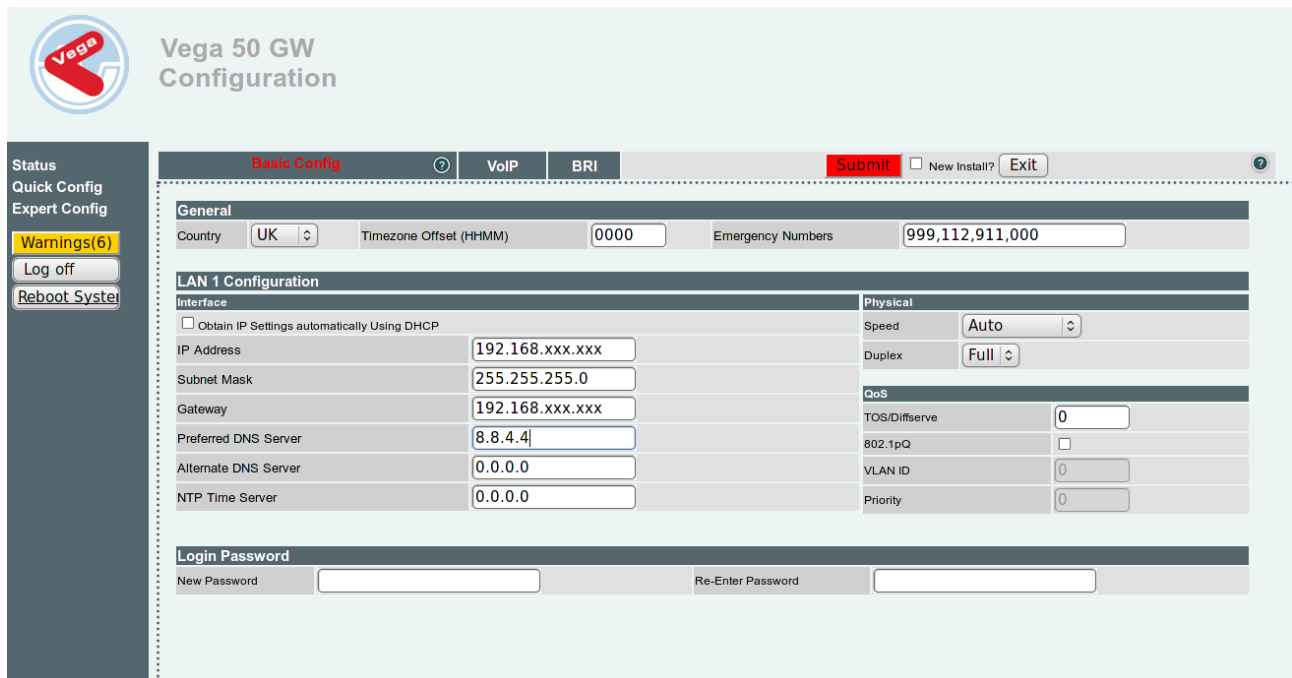 Vega
Vega 50 GW
Configuration
Status
Quick Config
Expert Config
Warnings(6)
Log off
Reboot Syste
Basic Config ?
VoIP
BRI
Submit
New Install?
Exit
?
General
Country UK Timezone Offset (HHMM) 0000 Emergency Numbers 999,112,911,000
LAN 1 Configuration
Interface
Obtain IP Settings automatically Using DHCP
IP Address 192.168.xxx.xxx
Subnet Mask 255.255.255.0
Gateway 192.168.xxx.xxx
Preferred DNS Server 8.8.4.4
Alternate DNS Server 0.0.0.0
NTP Time Server 0.0.0.0
Physical
Speed Auto
Duplex Full
QoS
TOS/Diffserve 0
802.1pQ
VLAN ID 0
Priority 0
Login Password
New Password Re-Enter Password